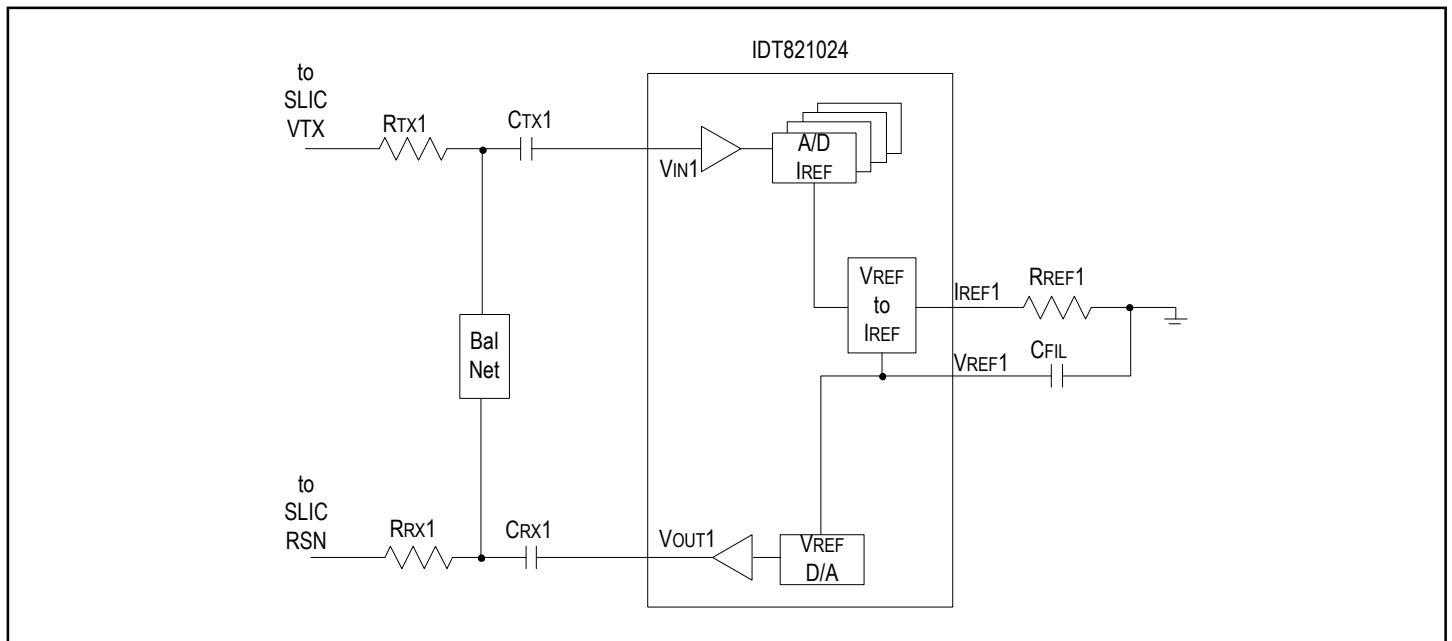 IDT821024
to
SLIC
VTX
RTX1
CTX1
VIN1
A/D
IREF
VREF
to
IREF
IREF1
RREF1
VREF1
CFIL
Bal
Net
to
SLIC
RSN
RRX1
CRX1
VOUT1
VREF
D/A